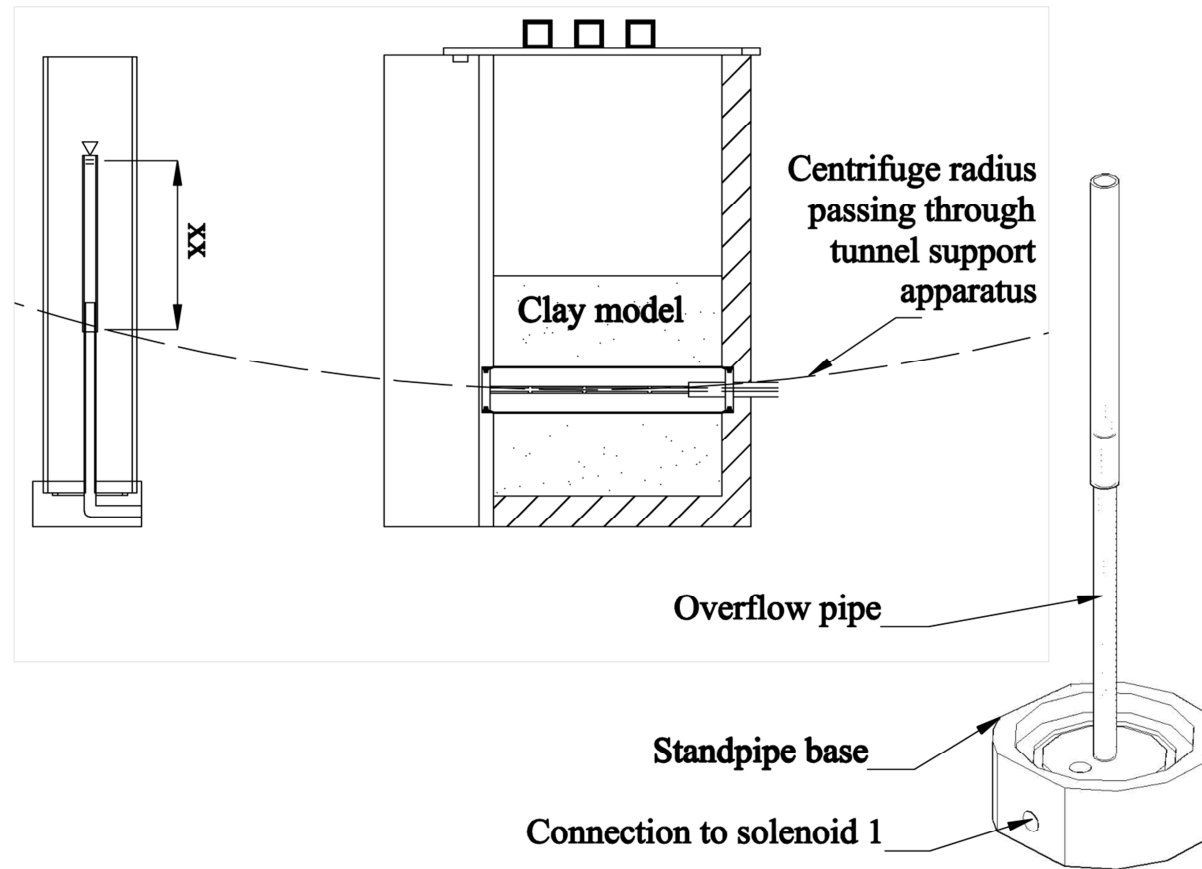 XX
Clay model
Centrifuge radius
passing through
tunnel support
apparatus
Overflow pipe
Standpipe base
Connection to solenoid 1